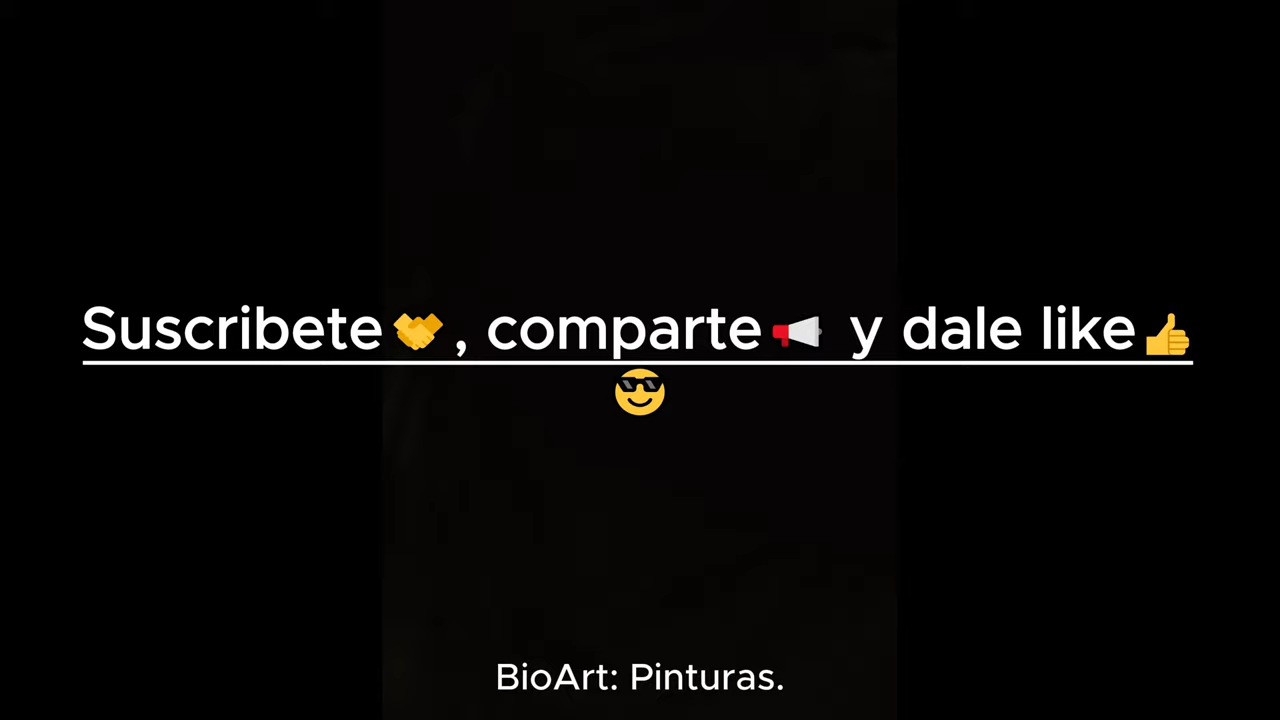 Suscribete🤝, comparte📢 y dale like👍
😎
BioArt: Pinturas.